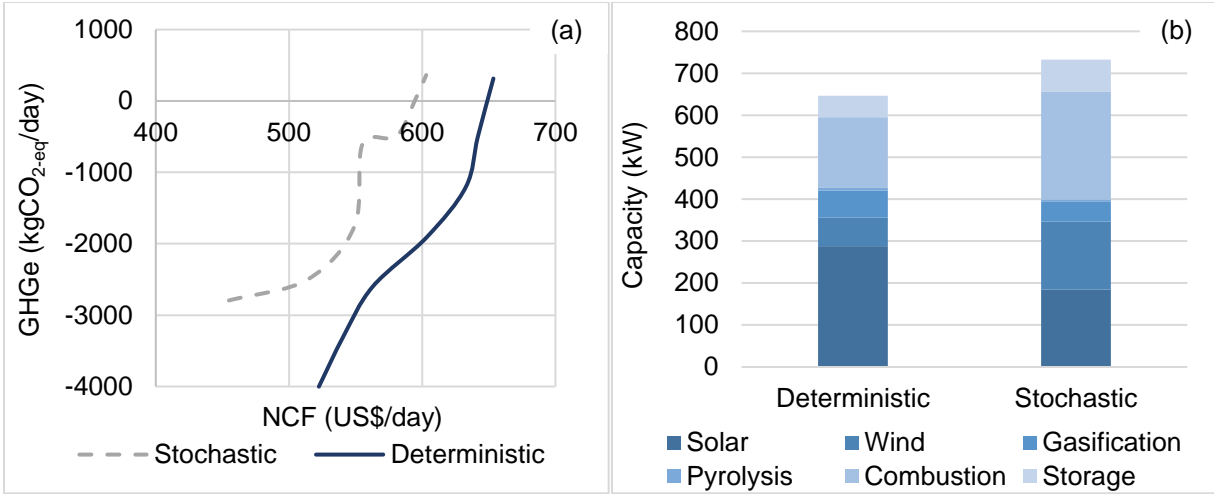 (a)
1000
0
-1000
-2000
-3000
-4000
400 500 600 700
GHGe (kgCO2-eq/day)
NCF (US$/day)
Stochastic Deterministic
(b)
800
700
600
500
400
300
200
100
0
Capacity (kW)
Deterministic Stochastic
Solar Wind Gasification
Pyrolysis Combustion Storage